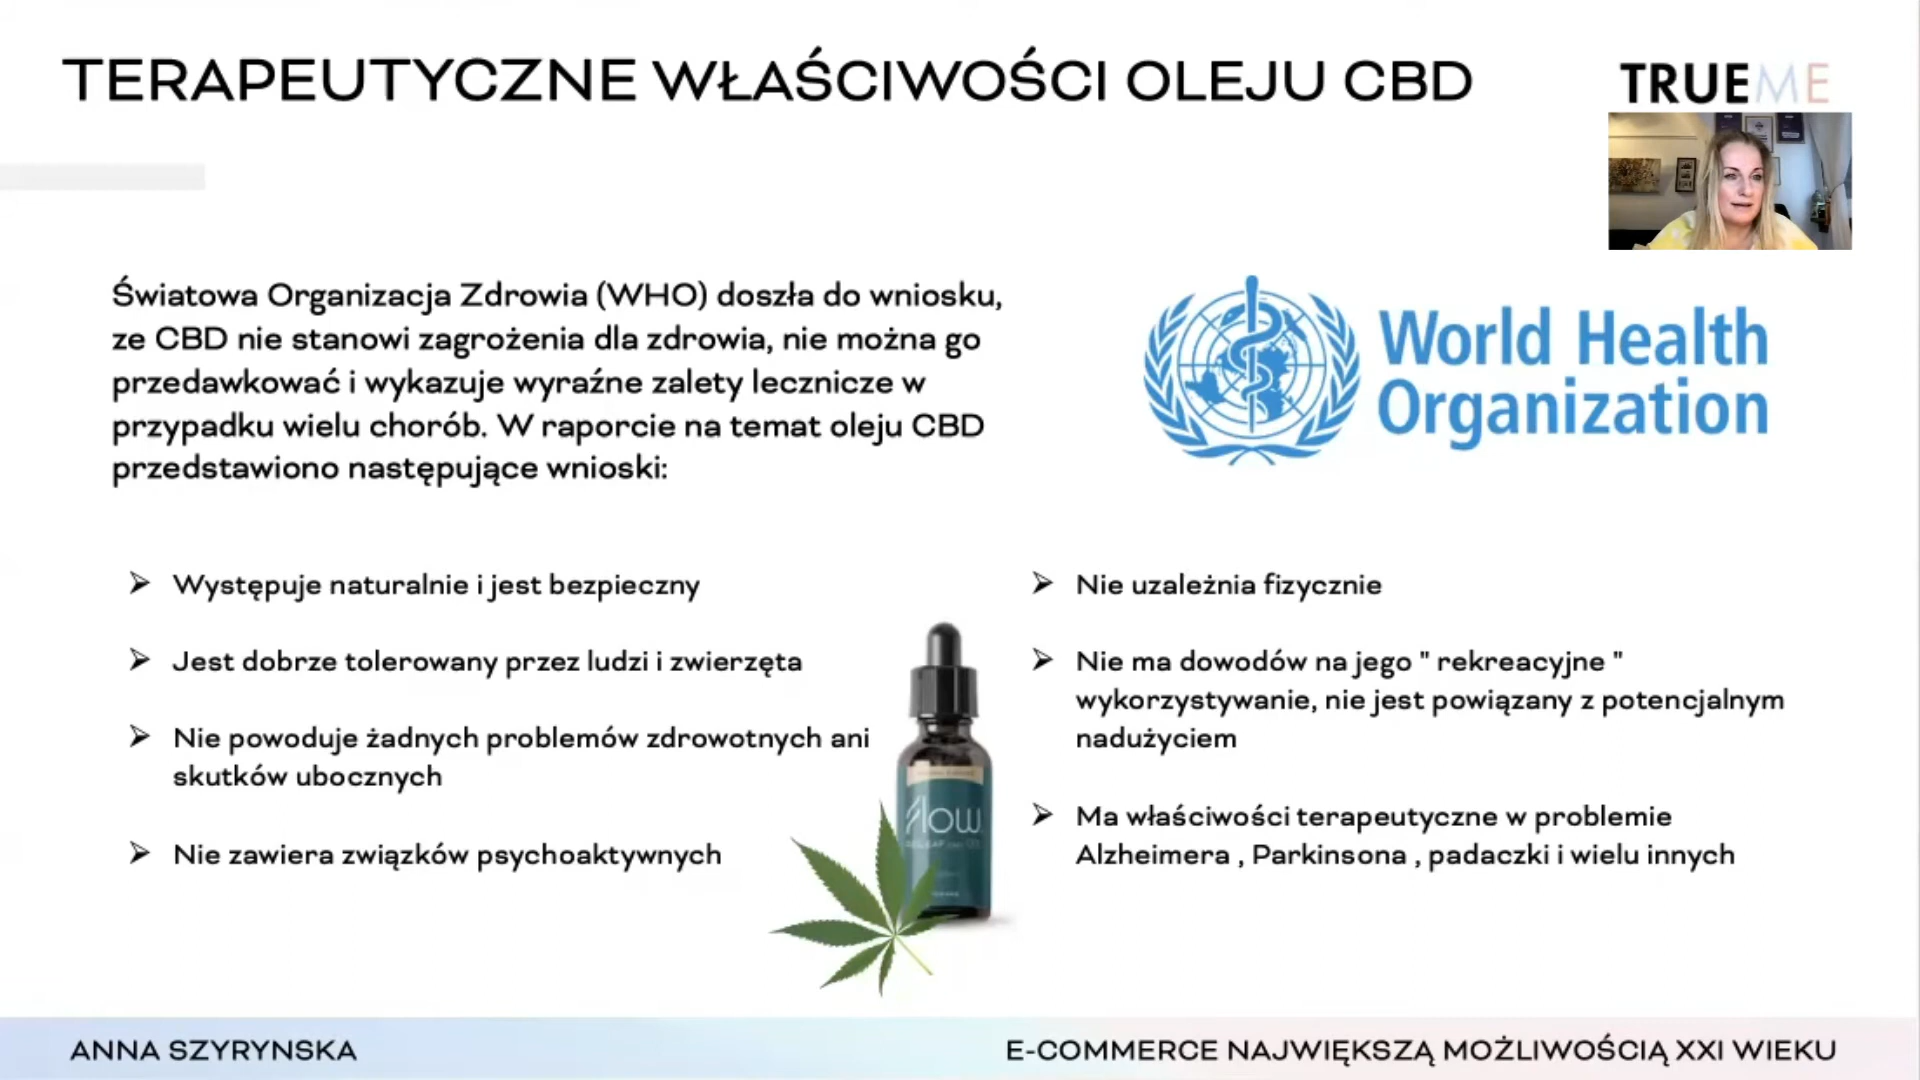 TERAPEUTYCZNE WŁAŚCIWOŚCI OLEJU CBD
TRUEME
Światowa Organizacja Zdrowia (WHO) doszła do wniosku,
ze CBD nie stanowi zagrożenia dla zdrowia, nie można go
przedawkować i wykazuje wyraźne zalety lecznicze w
przypadku wielu chorób. W raporcie na temat oleju CBD
przedstawiono następujące wnioski:
World Health
Organization
➢ Występuje naturalnie i jest bezpieczny
➢ Jest dobrze tolerowany przez ludzi i zwierzęta
➢ Nie powoduje żadnych problemów zdrowotnych ani
skutków ubocznych
➢ Nie zawiera związków psychoaktywnych
flow
➢ Nie uzależnia fizycznie
➢ Nie ma dowodów na jego " rekreacyjne "
wykorzystywanie, nie jest powiązany z potencjalnym
nadużyciem
➢ Ma właściwości terapeutyczne w problemie
Alzheimera , Parkinsona , padaczki i wielu innych
ANNA SZYRYNSKA
E-COMMERCE NAJWIĘKSZĄ MOŻLIWOŚCIĄ XXI WIEKU